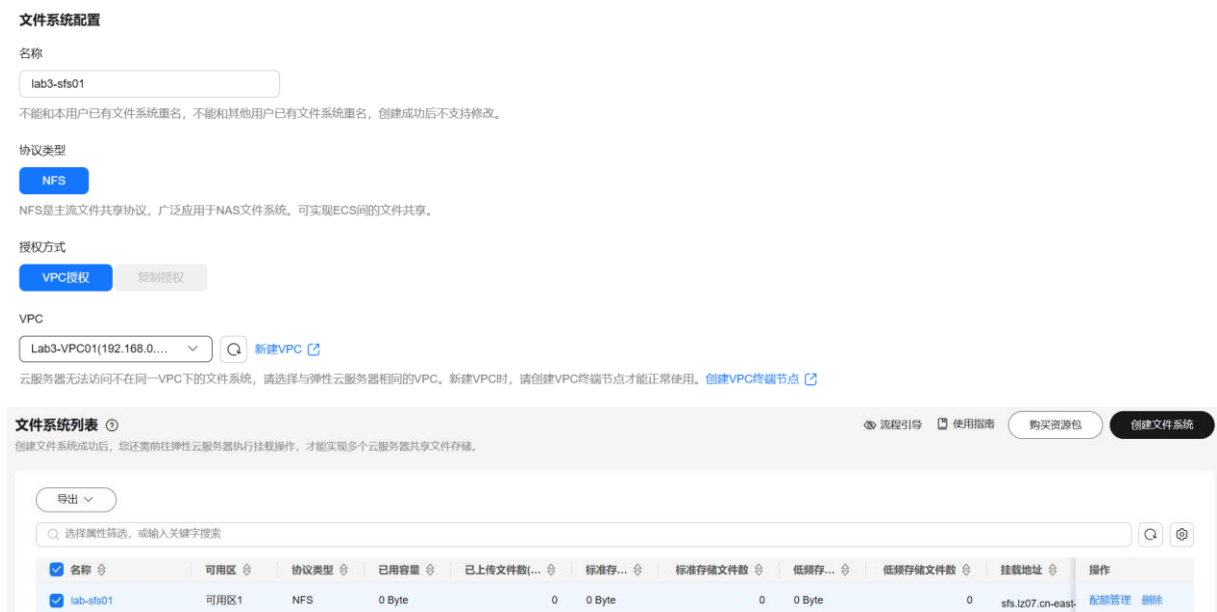 文件系统配置
名称
lab3-sfs01
不能和本用户已有文件系统重名，不能和其他用户已有文件系统重名，创建成功后不支持修改。
协议类型
NFS
NFS是主流文件共享协议，广泛应用于NAS文件系统。可实现ECS间的文件共享。
授权方式
VPC授权 复制授权
VPC
Lab3-VPC01(192.168.0.... 新建VPC
云服务器无法访问不在同一VPC下的文件系统，请选择与弹性云服务器相同的VPC。新建VPC时，请创建VPC终端节点才能正常使用。创建VPC终端节点
文件系统列表 流程引导 使用指南 购买资源包 创建文件系统
创建文件系统成功后，您还需前往弹性云服务器执行挂载操作，才能实现多个云服务器共享文件存储。
导出
选择属性筛选，或输入关键字搜索
名称 可用区 协议类型 已用容量 已上传文件数(... 标准存... 标准存储文件数 低频存... 低频存储文件数 挂载地址 操作
lab-sfs01 可用区1 NFS 0 Byte 0 0 Byte 0 0 Byte 0 sfs.lz07.cn-east- 配额管理 删除